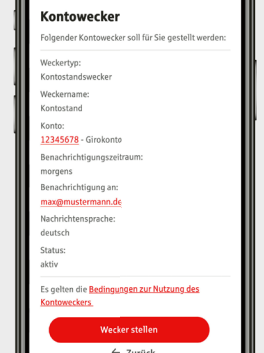 Kontowecker
Folgender Kontowecker soll für Sie gestellt werden:
Weckertyp:
Kontostandswecker
Weckername:
Kontostand
Konto:
12345678 - Girokonto
Benachrichtigungszeitraum:
morgens
Benachrichtigung an:
max@mustermann.de
Nachrichtensprache:
deutsch
Status:
aktiv
Es gelten die Bedingungen zur Nutzung des
Kontoweckers
Wecker stellen
← Zurück